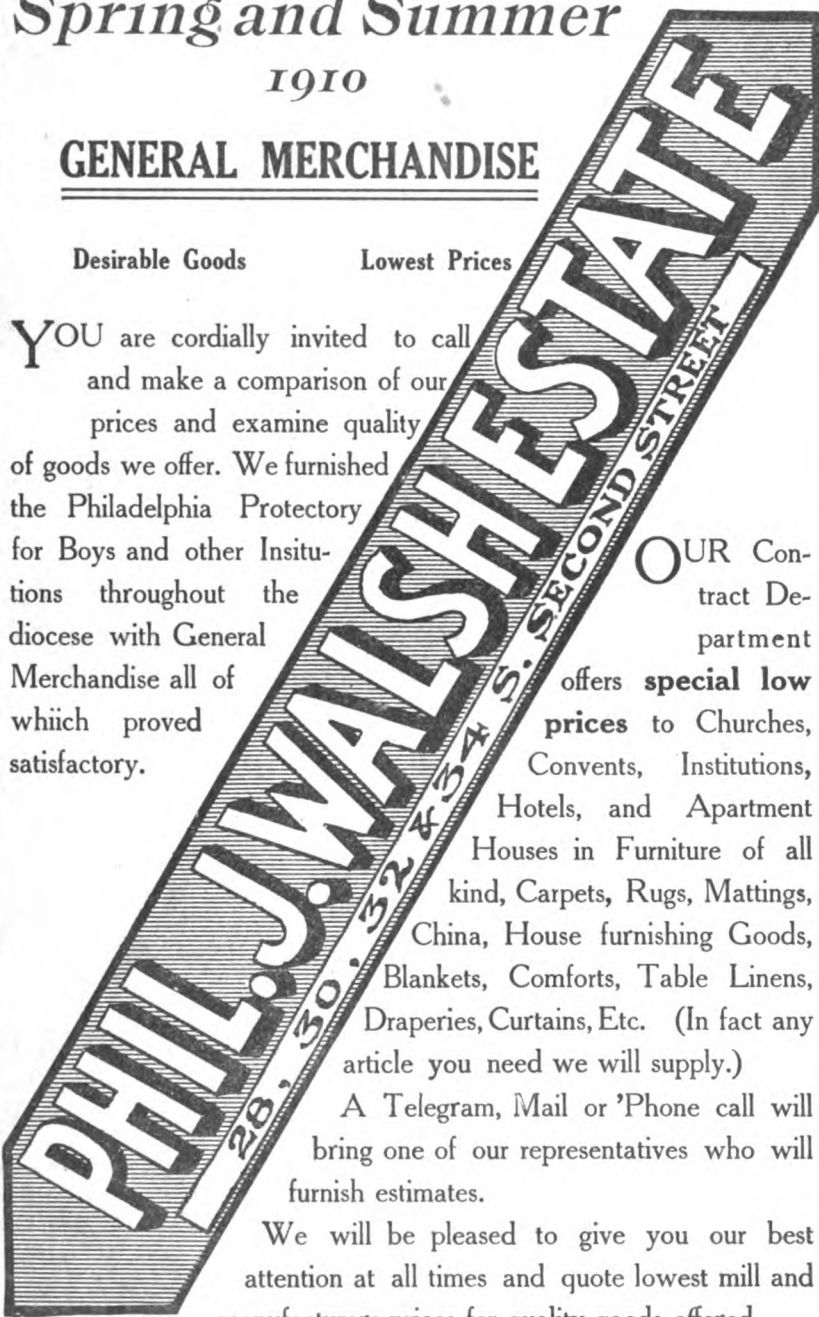 Spring and Summer
1910
GENERAL MERCHANDISE
Desirable Goods Lowest Prices
YOU are cordially invited to call
and make a comparison of our
prices and examine quality
of goods we offer. We furnished
the Philadelphia Protectory
for Boys and other Insitu-
tions throughout the
diocese with General
Merchandise all of
whiich proved
satisfactory.
PHIL. J. WALSH ESTATE
28, 30, 32 & 34 S. SECOND STREET
OUR Con-
tract De-
partment
offers special low
prices to Churches,
Convents, Institutions,
Hotels, and Apartment
Houses in Furniture of all
kind, Carpets, Rugs, Mattings,
China, House furnishing Goods,
Blankets, Comforts, Table Linens,
Draperies, Curtains, Etc. (In fact any
article you need we will supply.)
A Telegram, Mail or 'Phone call will
bring one of our representatives who will
furnish estimates.
We will be pleased to give you our best
attention at all times and quote lowest mill and
manufacturers prices for quality goods offered